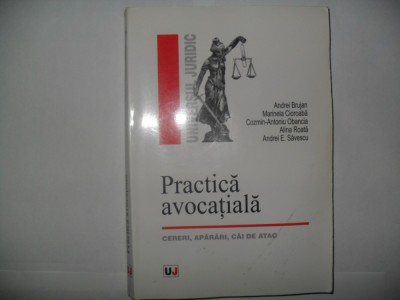 UNIVERSUL JURIDIC
Andrei Brujan
Marinela Cioroabă
Cozmin-Antoniu Obancia
Alina Roată
Andrei E. Săvescu
Practică
avocațială
CERERI, APĂRĂRI, CĂI DE ATAC
UJ